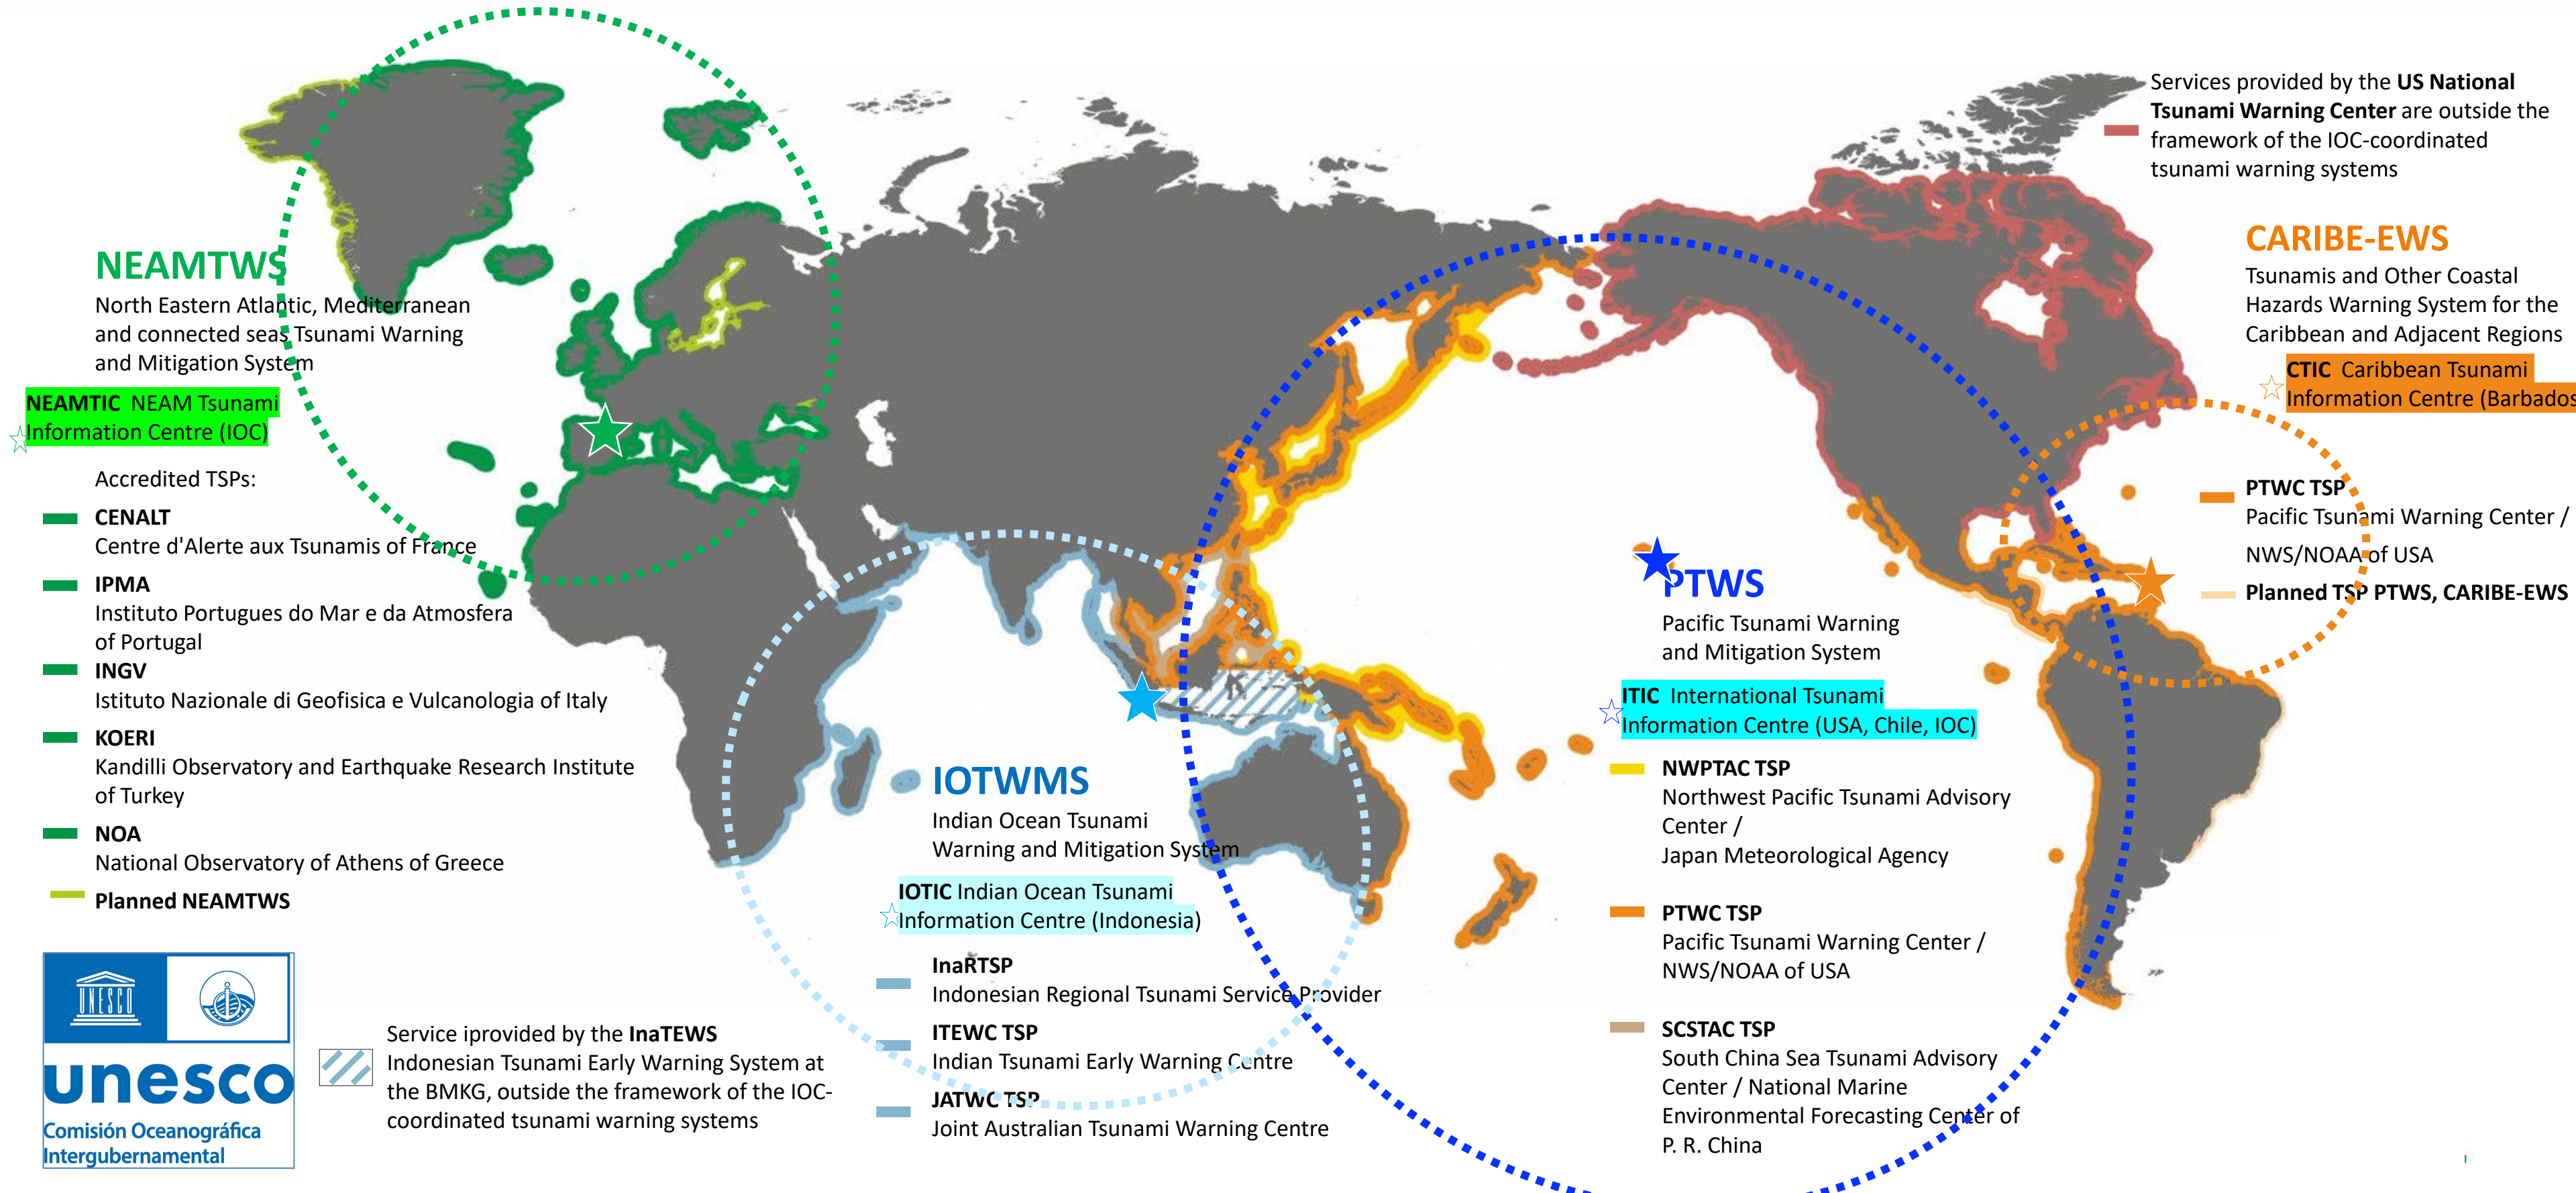 Services provided by the US National
Tsunami Warning Center are outside the
framework of the IOC-coordinated
tsunami warning systems
NEAMTWS
North Eastern Atlantic, Mediterranean
and connected seas Tsunami Warning
and Mitigation System
NEAMTIC NEAM Tsunami
Information Centre (IOC)
Accredited TSPs:
CENALT
Centre d'Alerte aux Tsunamis of France
IPMA
Instituto Portugues do Mar e da Atmosfera
of Portugal
INGV
Istituto Nazionale di Geofisica e Vulcanologia of Italy
KOERI
Kandilli Observatory and Earthquake Research Institute
of Turkey
NOA
National Observatory of Athens of Greece
Planned NEAMTWS
UNESCO
unesco
Comisión Oceanográfica
Intergubernamental
Service iprovided by the InaTEWS
Indonesian Tsunami Early Warning System at
the BMKG, outside the framework of the IOC-
coordinated tsunami warning systems
IOTWMS
Indian Ocean Tsunami
Warning and Mitigation System
IOTIC Indian Ocean Tsunami
Information Centre (Indonesia)
InaRTSP
Indonesian Regional Tsunami Service Provider
ITEWC TSP
Indian Tsunami Early Warning Centre
JATWC TSP
Joint Australian Tsunami Warning Centre
PTWS
Pacific Tsunami Warning
and Mitigation System
ITIC International Tsunami
Information Centre (USA, Chile, IOC)
NWPTAC TSP
Northwest Pacific Tsunami Advisory
Center /
Japan Meteorological Agency
PTWC TSP
Pacific Tsunami Warning Center /
NWS/NOAA of USA
SCSTAC TSP
South China Sea Tsunami Advisory
Center / National Marine
Environmental Forecasting Center of
P. R. China
CARIBE-EWS
Tsunamis and Other Coastal
Hazards Warning System for the
Caribbean and Adjacent Regions
CTIC Caribbean Tsunami
Information Centre (Barbados
PTWC TSP
Pacific Tsunami Warning Center /
NWS/NOAA of USA
Planned TSP PTWS, CARIBE-EWS